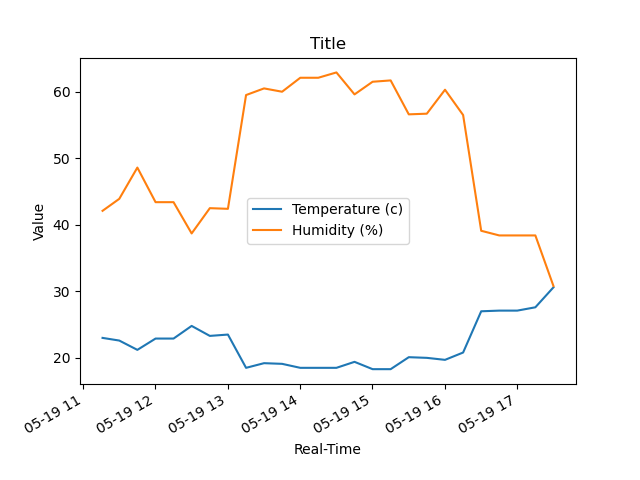 Title
Value
60
50
40
30
20
Temperature (c)
Humidity (%)
05-19 11
05-19 12
05-19 13
05-19 14
05-19 15
05-19 16
05-19 17
Real-Time